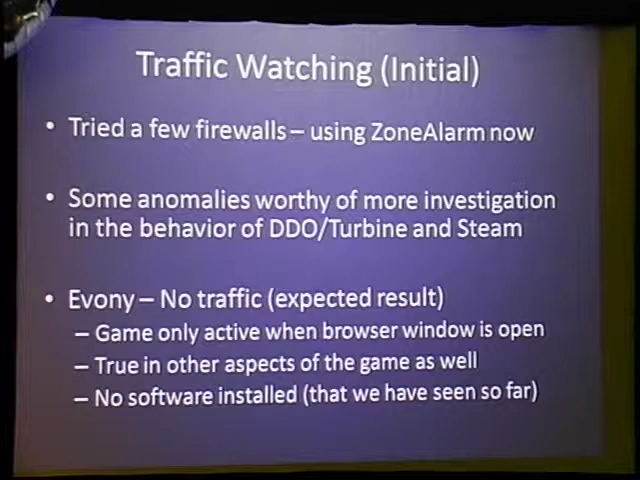 Traffic Watching (Initial)
• Tried a few firewalls – using ZoneAlarm now
• Some anomalies worthy of more investigation
in the behavior of DDO/Turbine and Steam
• Evony – No traffic (expected result)
– Game only active when browser window is open
– True in other aspects of the game as well
– No software installed (that we have seen so far)